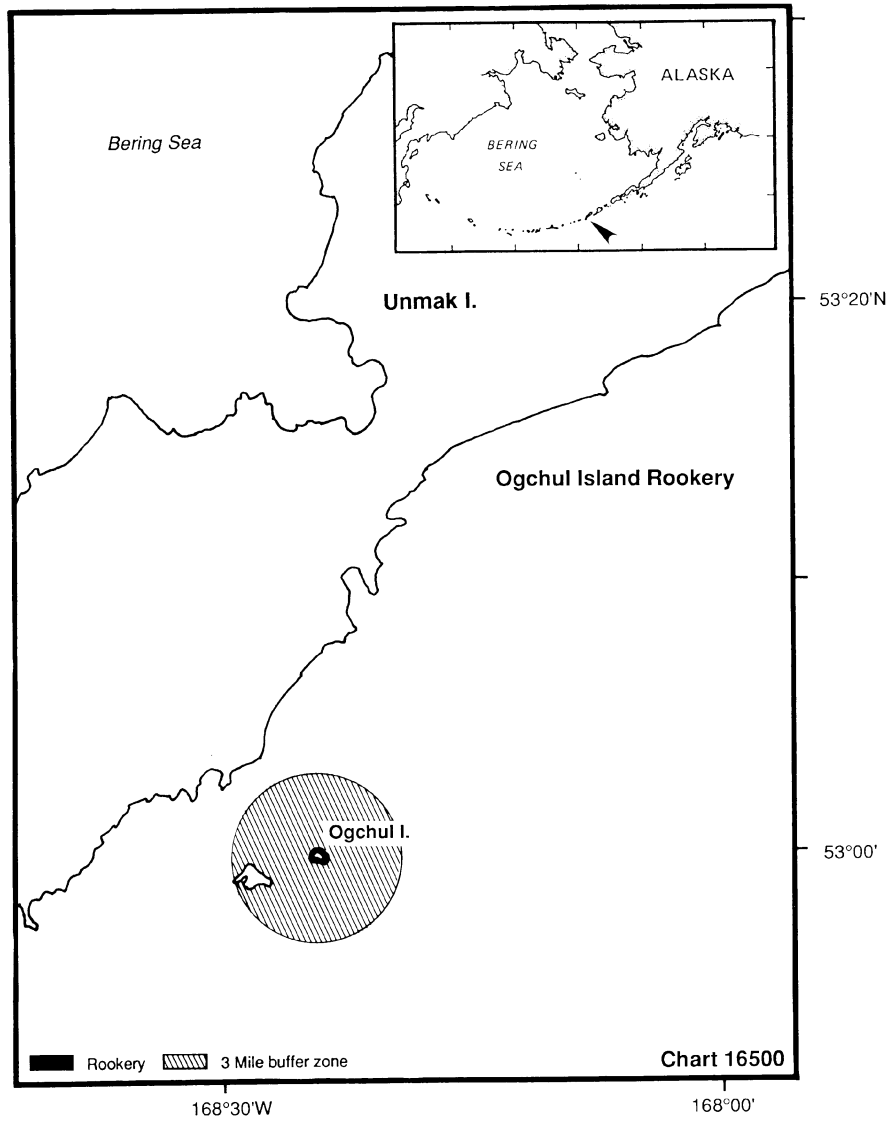 ALASKA
Bering Sea
BERING
SEA
Unmak I.
53°20'N
Ogchul Island Rookery
Ogchul I.
53°00'
Rookery
3 Mile buffer zone
Chart 16500
168°30'W
168°00'